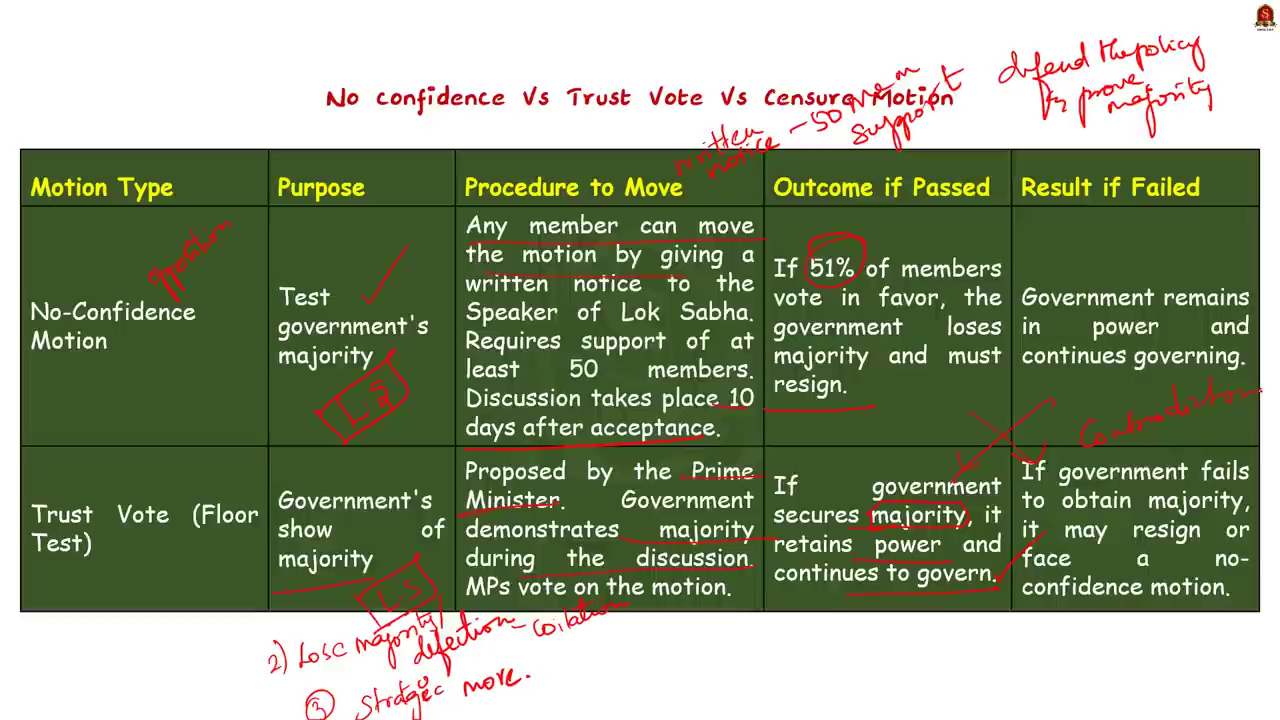 No confidence Vs Trust Vote Vs Censure Motion
defend the policy
prove
majority
written
notice - 50 mem
support
Motion Type
Purpose
Procedure to Move
Outcome if Passed
Result if Failed
opposition
No-Confidence
Motion
Test
government's
majority
L.S
Any member can move
the motion by giving a
written notice to the
Speaker of Lok Sabha.
Requires support of at
least 50 members.
Discussion takes place 10
days after acceptance.
If 51% of members
vote in favor, the
government loses
majority and must
resign.
Government remains
in power and
continues governing.
Contradiction
Trust Vote (Floor
Test)
Government's
show of
majority
L.S
Proposed by the Prime
Minister. Government
demonstrates majority
during the discussion.
MPs vote on the motion.
If government
secures majority, it
retains power and
continues to govern.
If government fails
to obtain majority,
it may resign or
face a no-
confidence motion.
2) Lose majority
defection -
③ move.